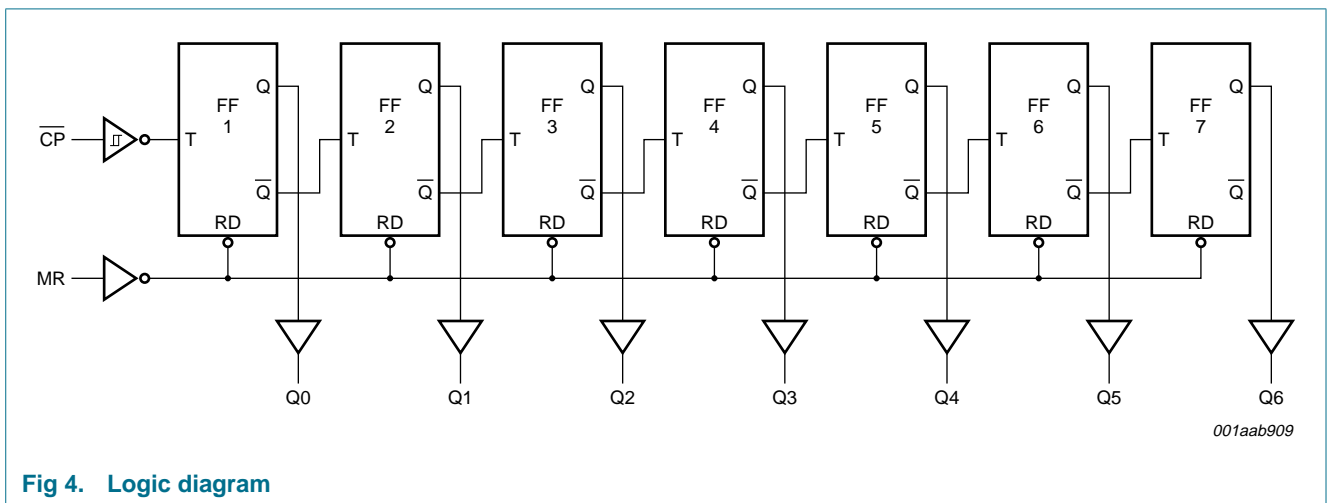 Q Q Q Q Q Q Q
FF FF FF FF FF FF FF
1 2 3 4 5 6 7
C̅P̅ T T T T T T T
Q̅ Q̅ Q̅ Q̅ Q̅ Q̅ Q̅
RD RD RD RD RD RD RD
MR
Q0 Q1 Q2 Q3 Q4 Q5 Q6
001aab909
Fig 4. Logic diagram